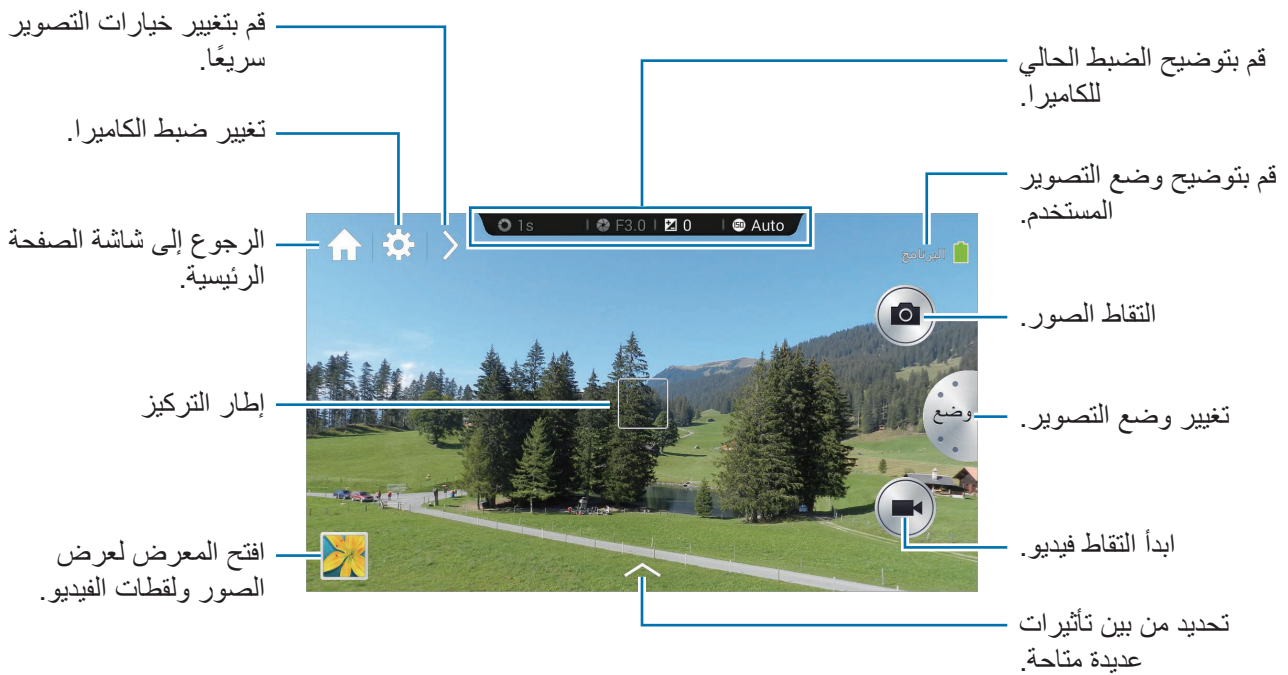 قم بتغيير خيارات التصوير
سريعًا.
قم بتوضيح الضبط الحالي
للكاميرا.
تغيير ضبط الكاميرا.
قم بتوضيح وضع التصوير
المستخدم.
1s F3.0 0 ISO Auto
البرنامج
الرجوع إلى شاشة الصفحة
الرئيسية.
التقاط الصور.
إطار التركيز
وضع
تغيير وضع التصوير.
ابدأ التقاط فيديو.
افتح المعرض لعرض
الصور ولقطات الفيديو.
تحديد من بين تأثيرات
عديدة متاحة.